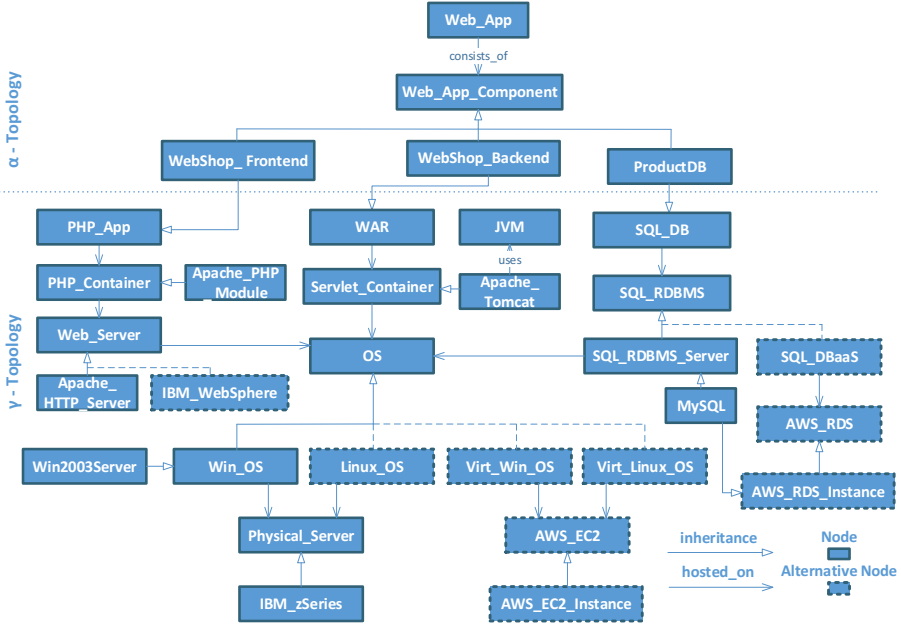 Web_App
consists_of
Web_App_Component
α - Topology
WebShop_ Frontend
WebShop_Backend
ProductDB
PHP_App
WAR
JVM
SQL_DB
uses
PHP_Container
Apache_PHP
_Module
Servlet_Container
Apache_
Tomcat
SQL_RDBMS
γ - Topology
Web_Server
OS
SQL_RDBMS_Server
SQL_DBaaS
Apache_
HTTP_Server
IBM_WebSphere
MySQL
AWS_RDS
Win2003Server
Win_OS
Linux_OS
Virt_Win_OS
Virt_Linux_OS
AWS_RDS_Instance
Physical_Server
AWS_EC2
inheritance
Node
hosted_on
Alternative Node
IBM_zSeries
AWS_EC2_Instance